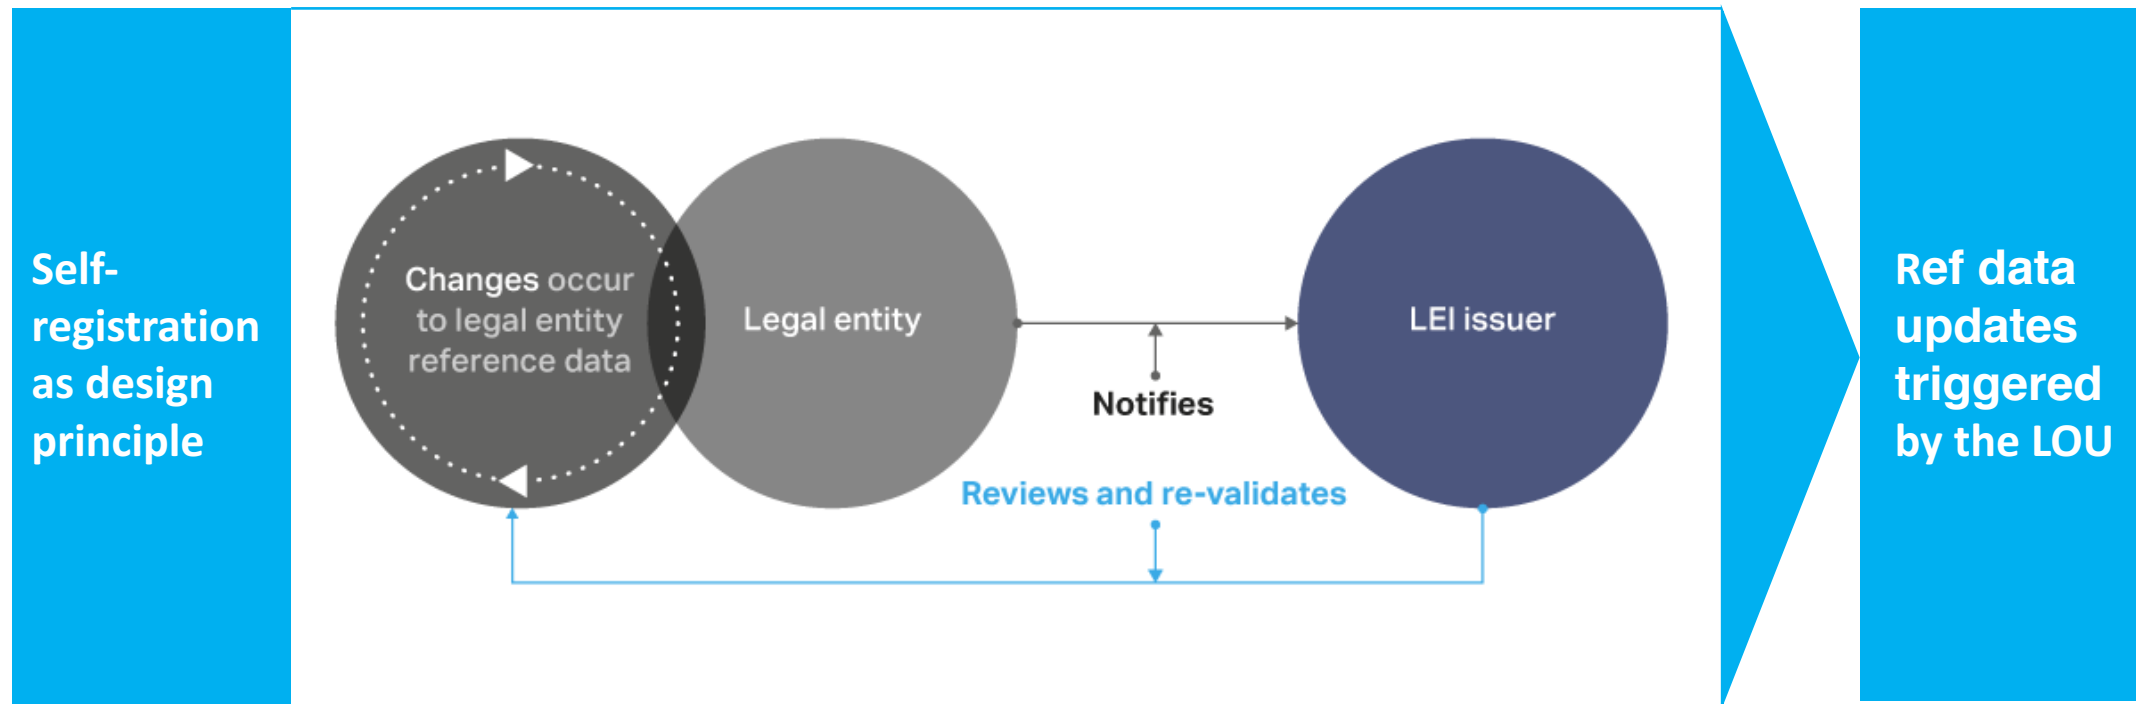 Self-
registration
as design
principle
Changes occur
to legal entity
reference data
Legal entity
Notifies
Reviews and re-validates
LEI issuer
Ref data
updates
triggered
by the LOU